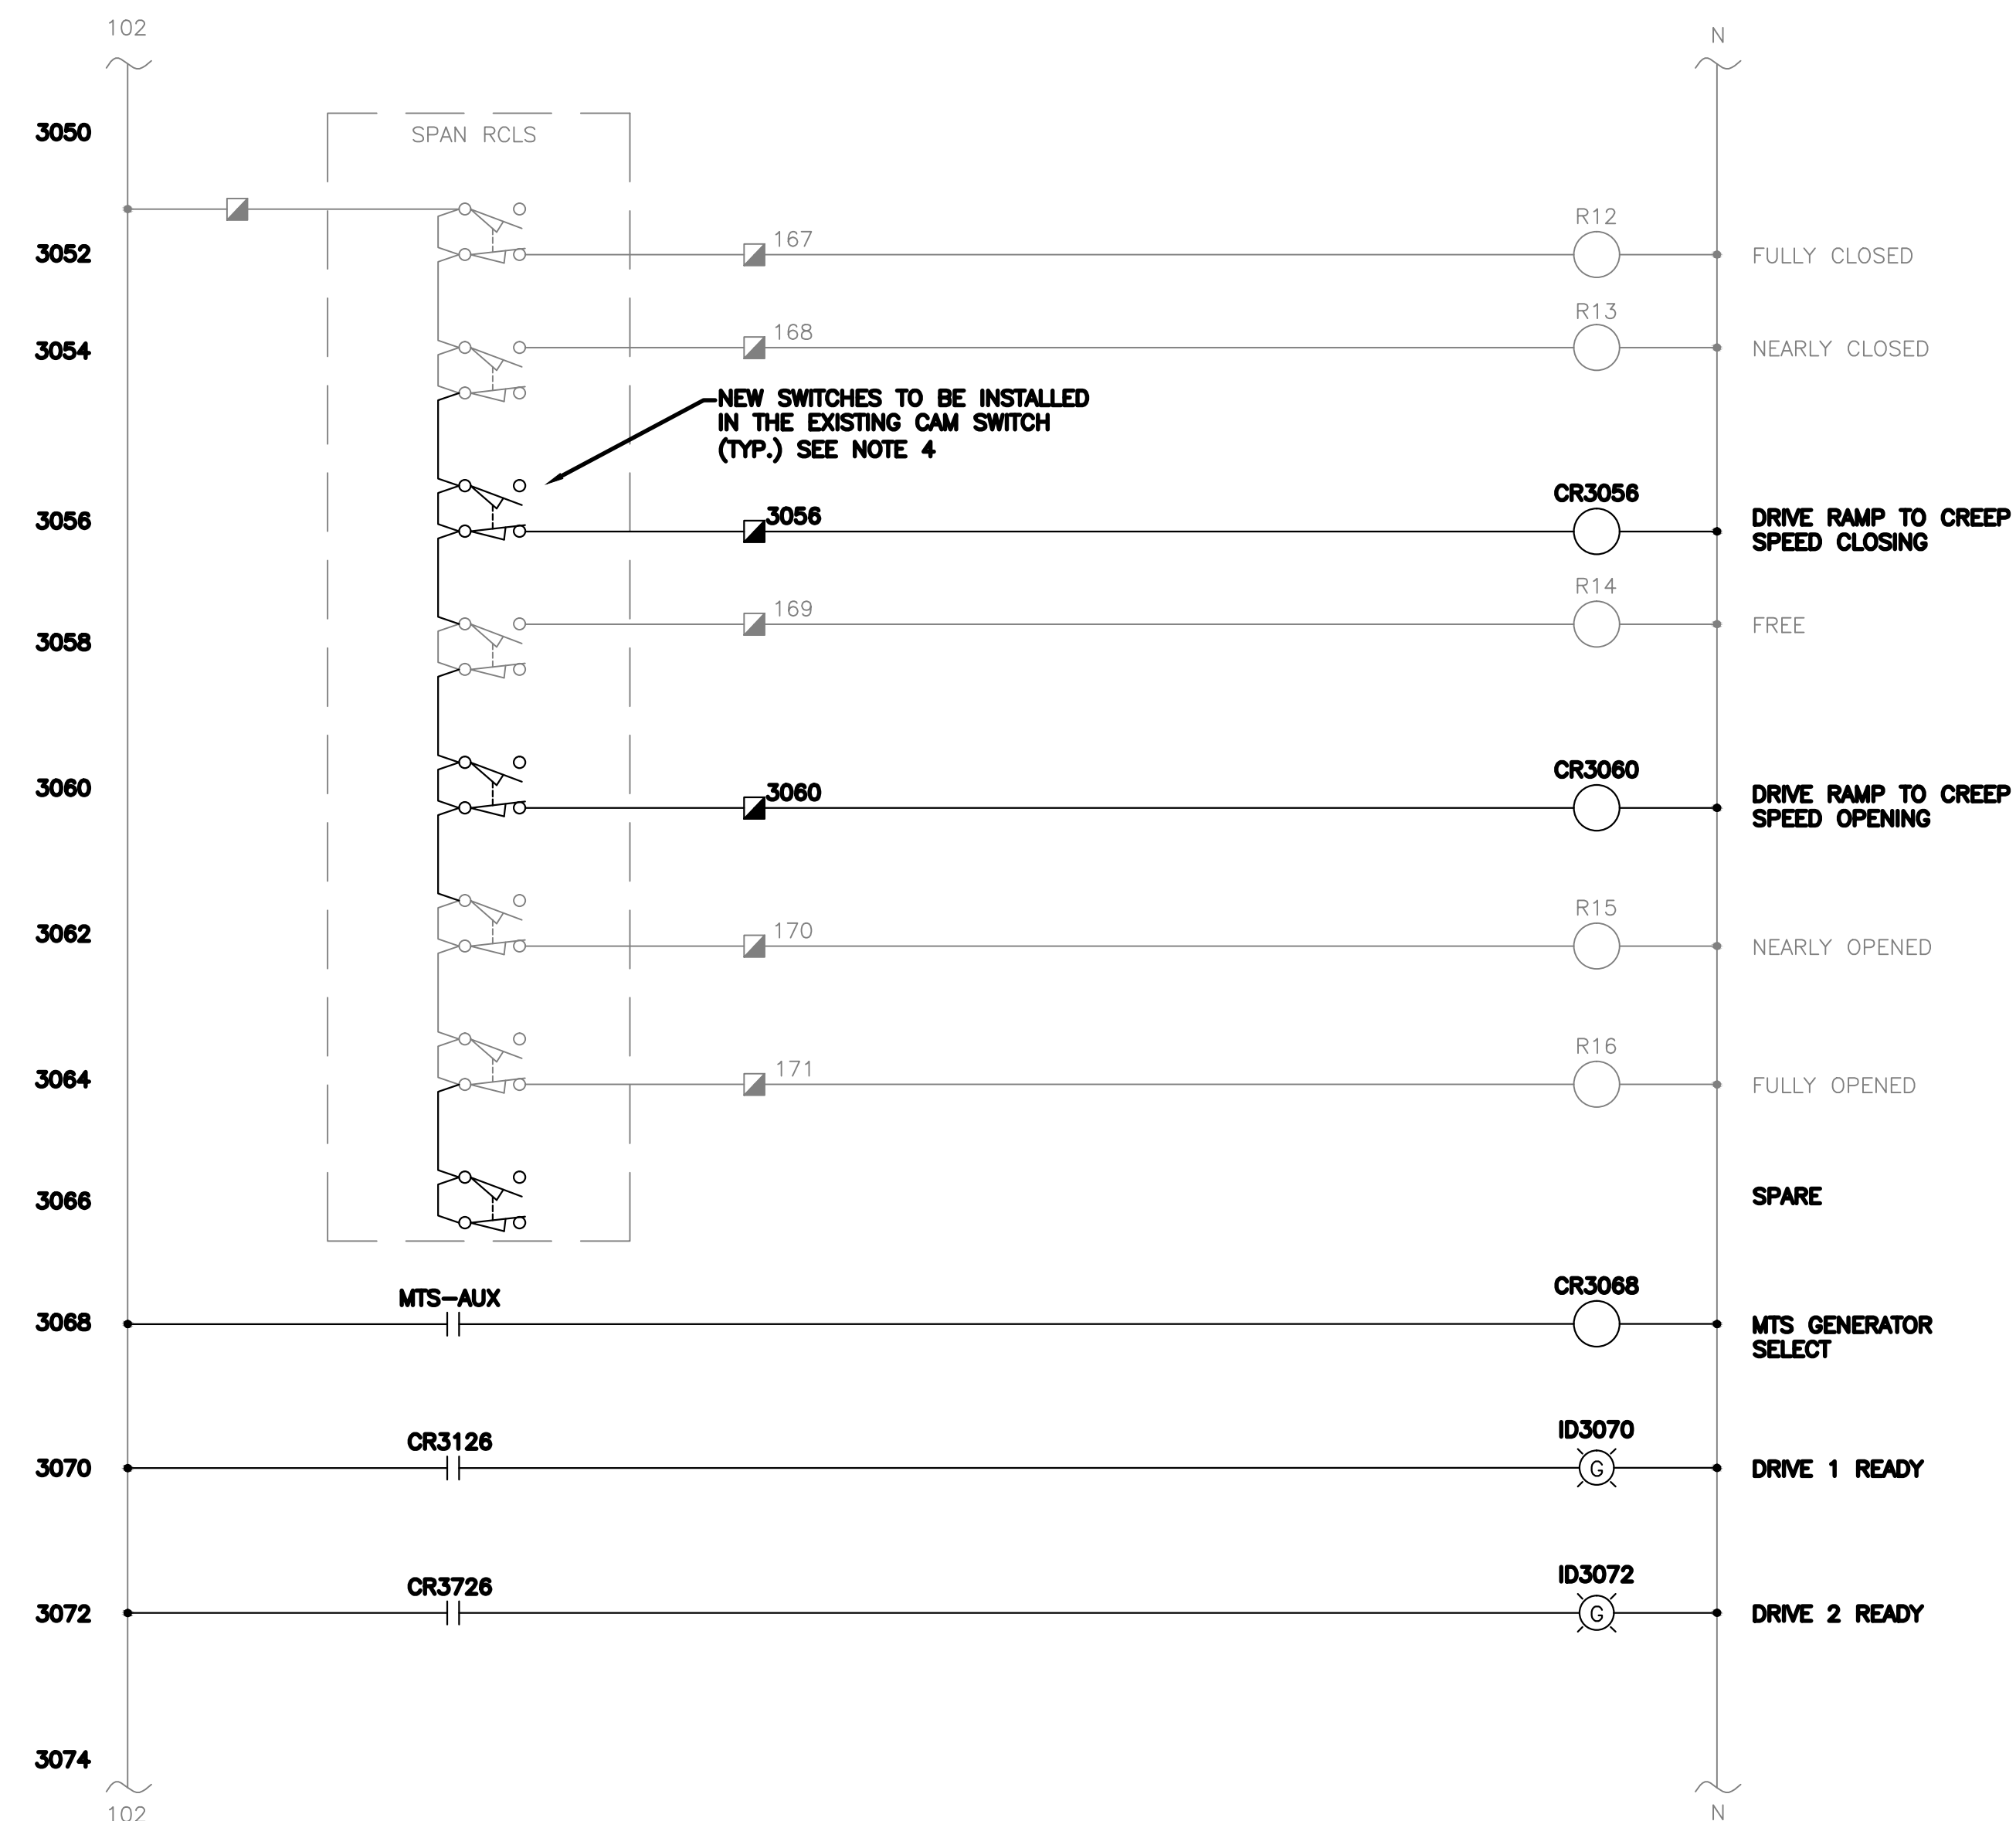 102
N
3050
SPAN RCLS
3052
167
R12
FULLY CLOSED
3054
168
R13
NEARLY CLOSED
NEW SWITCHES TO BE INSTALLED
IN THE EXISTING CAM SWITCH
(TYP.) SEE NOTE 4
3056
3056
CR3056
DRIVE RAMP TO CREEP
SPEED CLOSING
3058
169
R14
FREE
3060
3060
CR3060
DRIVE RAMP TO CREEP
SPEED OPENING
3062
170
R15
NEARLY OPENED
3064
171
R16
FULLY OPENED
3066
SPARE
3068
MTS-AUX
CR3068
MTS GENERATOR
SELECT
3070
CR3126
ID3070
G
DRIVE 1 READY
3072
CR3726
ID3072
G
DRIVE 2 READY
3074
102
N